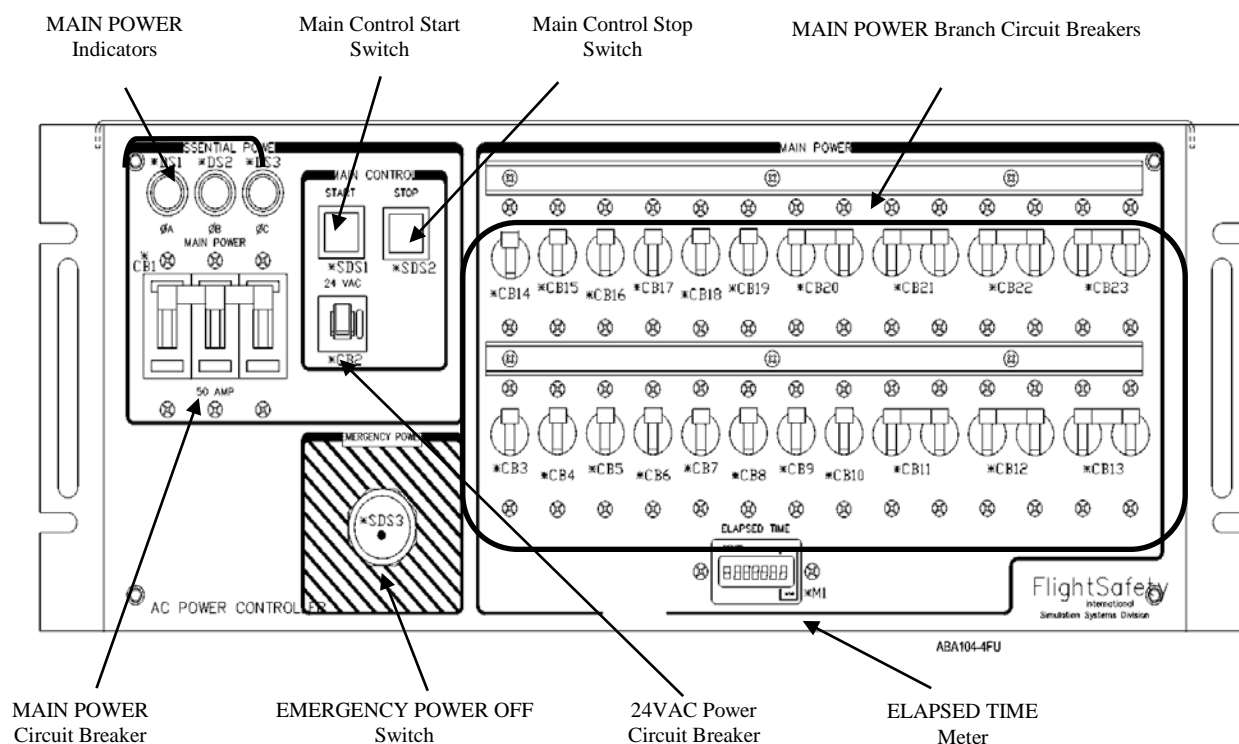 MAIN POWER
Indicators
Main Control Start
Switch
Main Control Stop
Switch
MAIN POWER Branch Circuit Breakers
SSENTIAL POWE
*DS1 *DS2 *DS3
ØA ØB ØC
MAIN POWER
*CB1
50 AMP
MAIN CONTROL
START STOP
*SDS1 *SDS2
24 VAC
*CB2
EMERGENCY POWER
*SDS3
AC POWER CONTROLLER
MAIN POWER
*CB14 *CB15 *CB16 *CB17 *CB18 *CB19 *CB20 *CB21 *CB22 *CB23
*CB3 *CB4 *CB5 *CB6 *CB7 *CB8 *CB9 *CB10 *CB11 *CB12 *CB13
ELAPSED TIME
*M1
FlightSafety
International
Simulation Systems Division
ABA104-4FU
MAIN POWER
Circuit Breaker
EMERGENCY POWER OFF
Switch
24VAC Power
Circuit Breaker
ELAPSED TIME
Meter